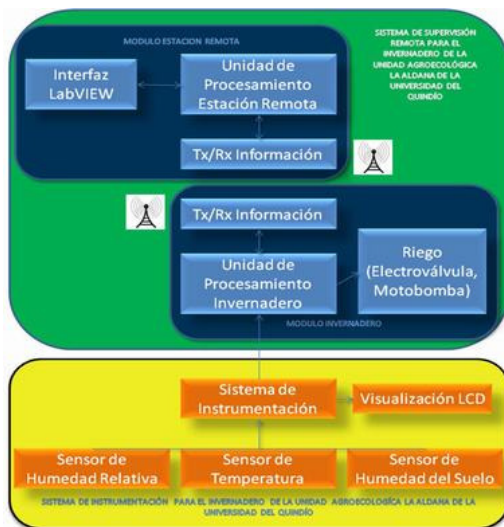 MODULO ESTACION REMOTA
SISTEMA DE SUPERVISIÓN
REMOTA PARA EL
INVERNADERO DE LA
UNIDAD AGROECOLÓGICA
LA ALDANA DE LA
UNIVERSIDAD DEL
QUINDÍO
Interfaz
LabVIEW
Unidad de
Procesamiento
Estación Remota
Tx/Rx Información
Tx/Rx Información
Unidad de
Procesamiento
Invernadero
Riego
(Electroválvula,
Motobomba)
MODULO INVERNADERO
Sistema de
Instrumentación
Visualización LCD
Sensor de
Humedad Relativa
Sensor de
Temperatura
Sensor de
Humedad del Suelo
SISTEMA DE INSTRUMENTACIÓN PARA EL INVERNADERO DE LA UNIDAD AGROECOLOGÍCA LA ALDANA DE LA
UNIVERSIDAD DEL QUINDÍO